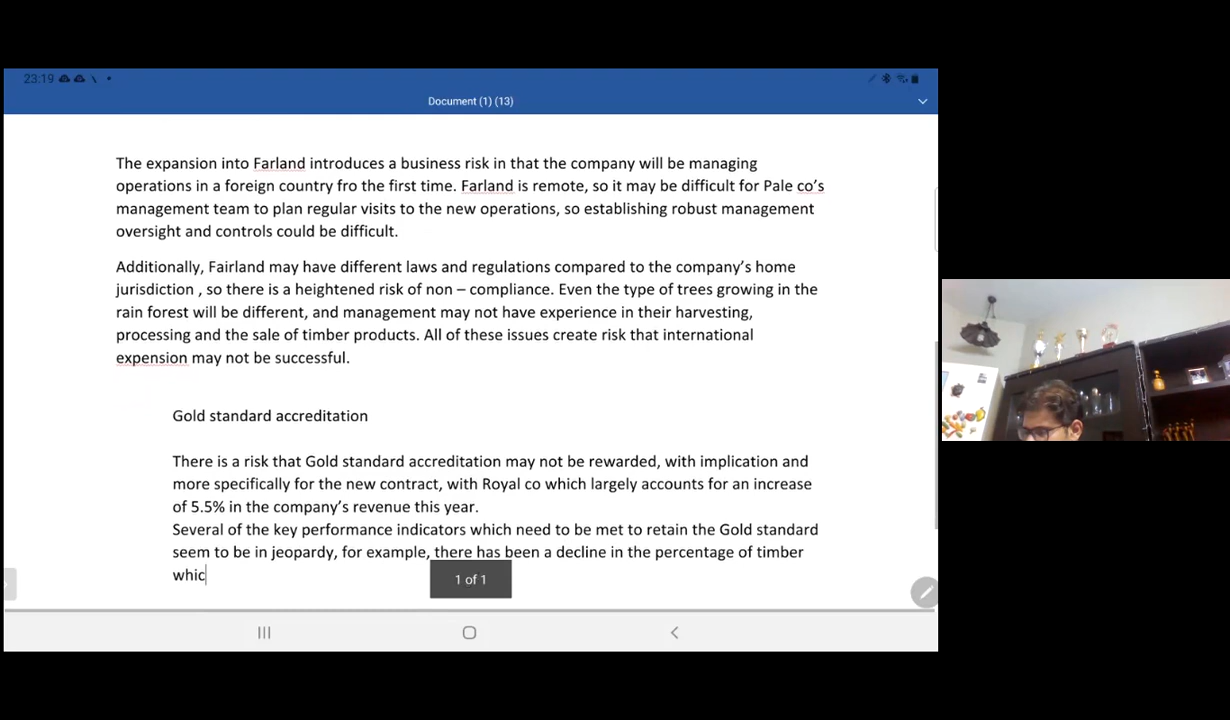 23:19
Document (1) (13)
The expansion into Farland introduces a business risk in that the company will be managing
operations in a foreign country fro the first time. Farland is remote, so it may be difficult for Pale co's
management team to plan regular visits to the new operations, so establishing robust management
oversight and controls could be difficult.
Additionally, Fairland may have different laws and regulations compared to the company's home
jurisdiction , so there is a heightened risk of non – compliance. Even the type of trees growing in the
rain forest will be different, and management may not have experience in their harvesting,
processing and the sale of timber products. All of these issues create risk that international
expension may not be successful.
Gold standard accreditation
There is a risk that Gold standard accreditation may not be rewarded, with implication and
more specifically for the new contract, with Royal co which largely accounts for an increase
of 5.5% in the company's revenue this year.
Several of the key performance indicators which need to be met to retain the Gold standard
seem to be in jeopardy, for example, there has been a decline in the percentage of timber
whic
1 of 1